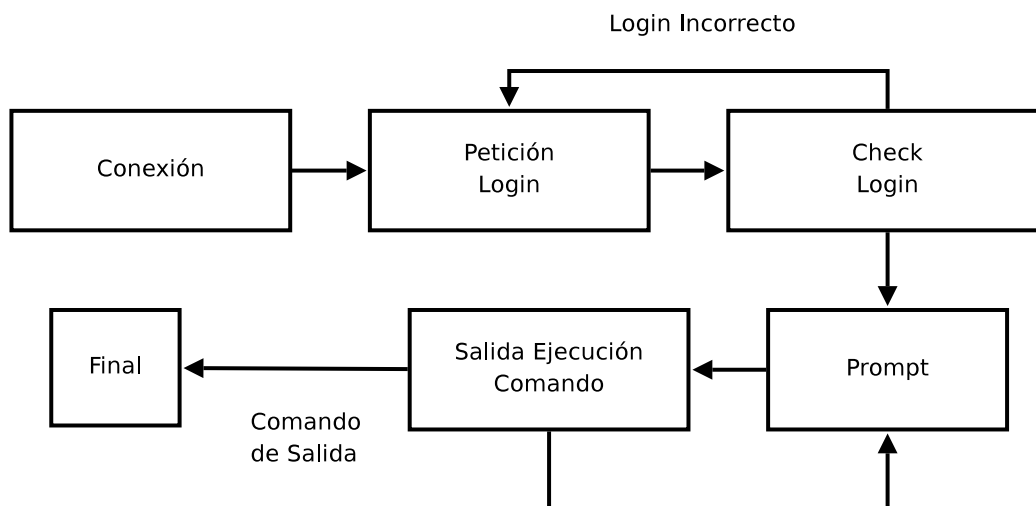 Login Incorrecto
Conexión
Petición
Login
Check
Login
Final
Salida Ejecución
Comando
Prompt
Comando
de Salida